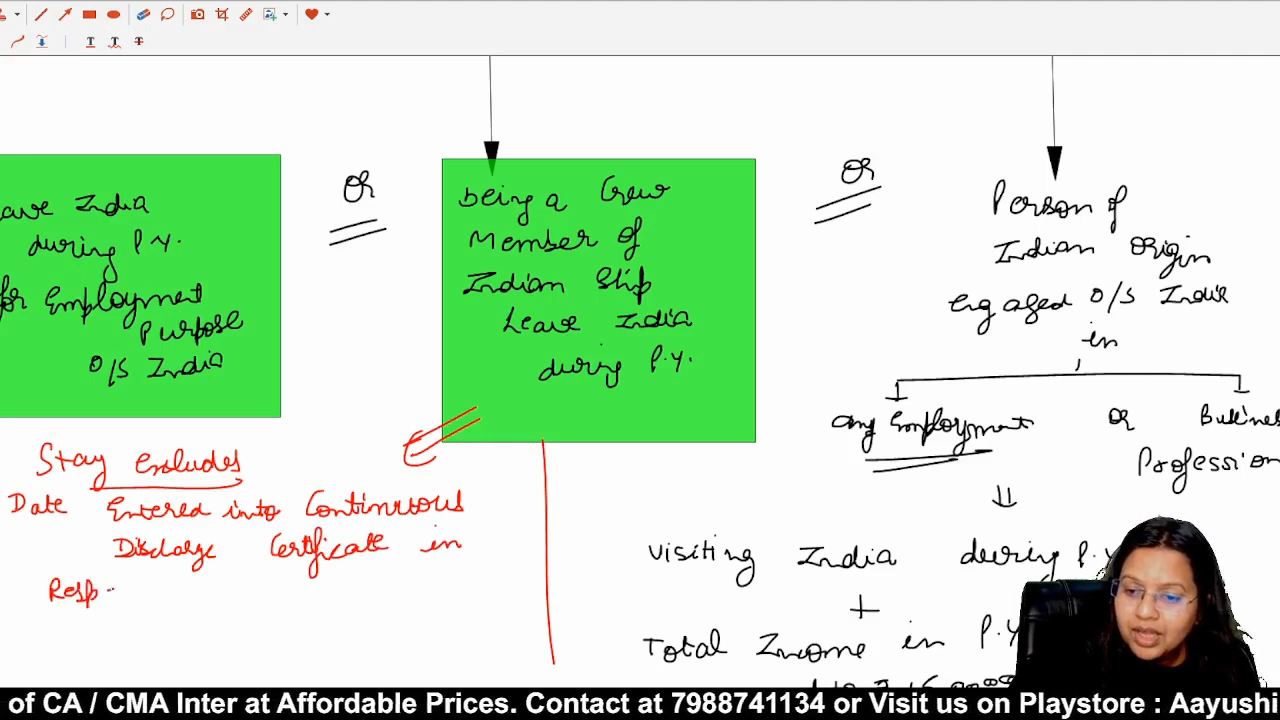 ave India
during P.Y.
for Employment
Purpose
O/S India
OR
Being a Crew
Member of
Indian Ship
Leave India
during P.Y.
OR
Person of
Indian Origin
engaged O/S India
in
any Employment
OR
Busines
Profession
Stay excludes
Date Entered into Continuous
Discharge Certificate in
Resp
visiting India during P.Y
+
Total Income in P.Y
of CA / CMA Inter at Affordable Prices. Contact at 7988741134 or Visit us on Playstore : Aayushi